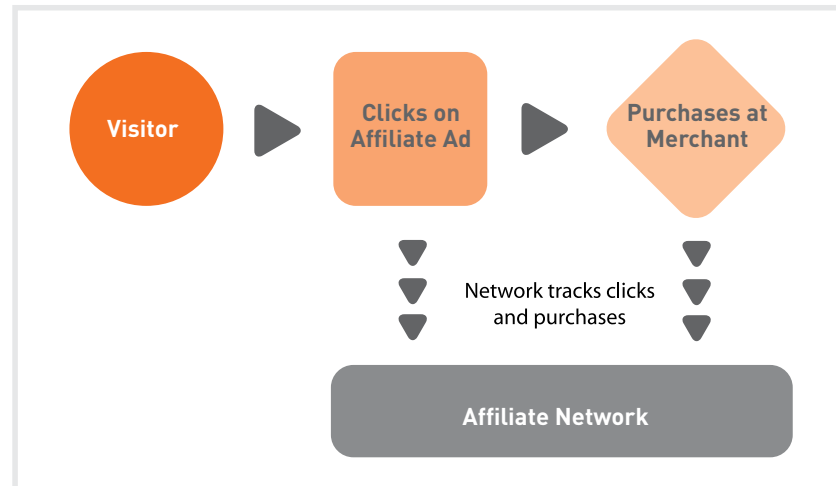 Visitor
Clicks on
Affiliate Ad
Purchases at
Merchant
Network tracks clicks
and purchases
Affiliate Network